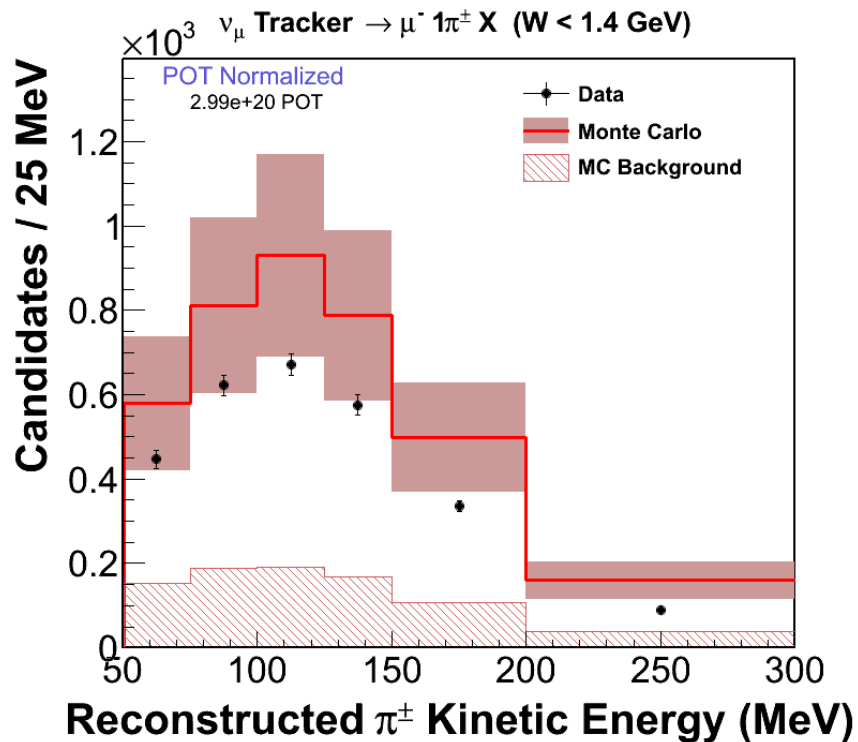 ν_μ Tracker → μ⁻ 1π± X (W < 1.4 GeV)
×10³
POT Normalized
2.99e+20 POT
Data
Monte Carlo
MC Background
Candidates / 25 MeV
1.2
1
0.8
0.6
0.4
0.2
0
50 100 150 200 250 300
Reconstructed π± Kinetic Energy (MeV)